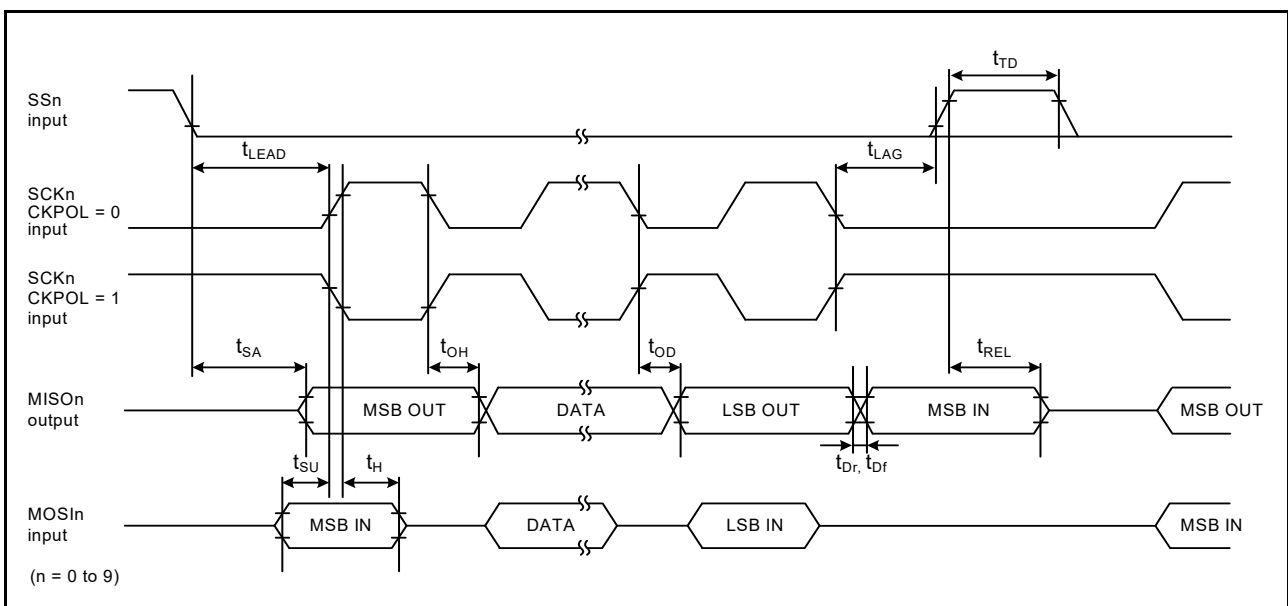 tTD
SSn
input
tLEAD
tLAG
SCKn
CKPOL = 0
input
SCKn
CKPOL = 1
input
tSA
tOH
tOD
tREL
MISOn
output
MSB OUT
DATA
LSB OUT
MSB IN
MSB OUT
tSU
tH
tDr, tDf
MOSIn
input
MSB IN
DATA
LSB IN
MSB IN
(n = 0 to 9)